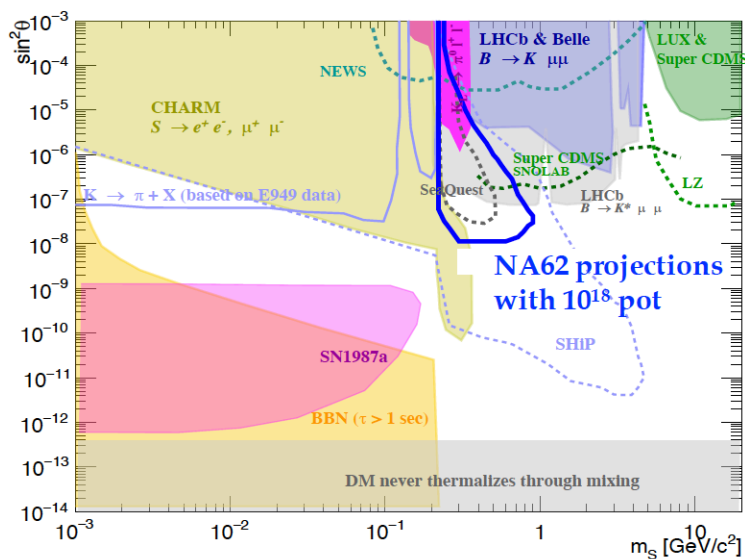 sin²θ
10⁻³
10⁻⁴
10⁻⁵
10⁻⁶
10⁻⁷
10⁻⁸
10⁻⁹
10⁻¹⁰
10⁻¹¹
10⁻¹²
10⁻¹³
10⁻¹⁴
NEWS
LHCb & Belle
B → K μμ
LUX &
Super CDMS
CHARM
S → e⁺ e⁻, μ⁺ μ⁻
→ π⁰ l⁺ l⁻
Super CDMS
SNOLAB
SeaQuest
K → π + X (based on E949 data)
LHCb
B → K* μ μ
LZ
NA62 projections
with 10¹⁸ pot
SHiP
SN1987a
BBN (τ > 1 sec)
DM never thermalizes through mixing
10⁻³
10⁻²
10⁻¹
1
10
m_S [GeV/c²]